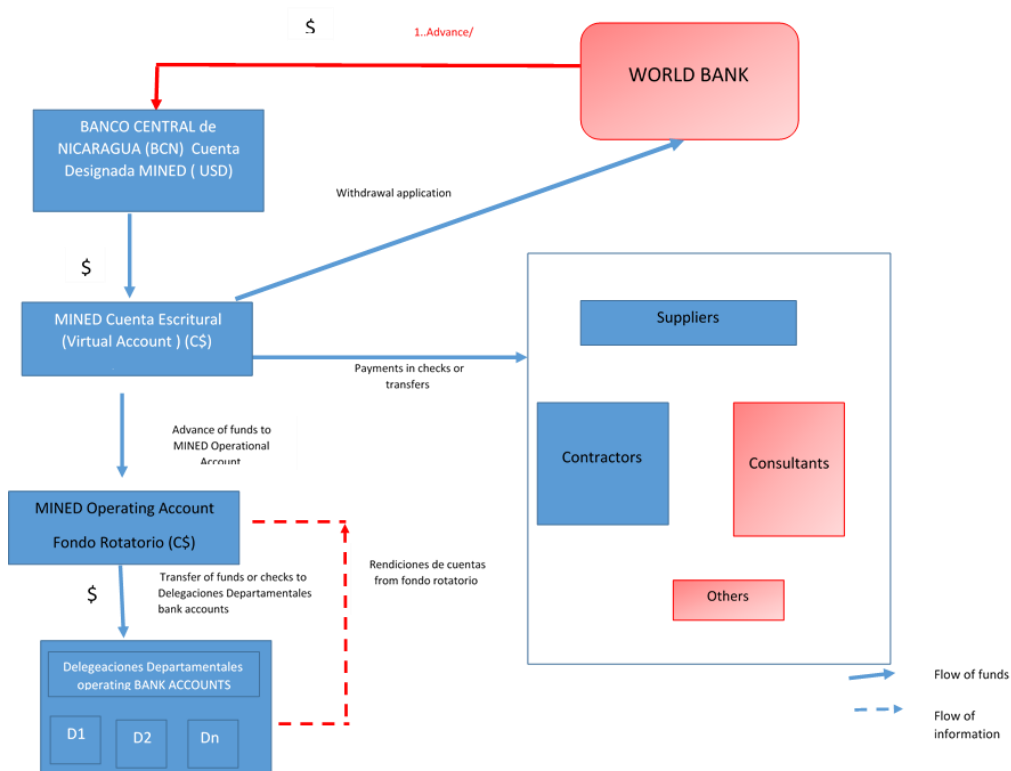 $
1..Advance/
WORLD BANK
BANCO CENTRAL de
NICARAGUA (BCN) Cuenta
Designada MINED ( USD)
Withdrawal application
$
MINED Cuenta Escritural
(Virtual Account ) (C$)
Payments in checks or
transfers
Suppliers
Contractors
Consultants
Others
Advance of funds to
MINED Operational
Account
MINED Operating Account
Fondo Rotatorio (C$)
$
Transfer of funds or checks to
Delegaciones Departamentales
bank accounts
Rendiciones de cuentas
from fondo rotatorio
Delegeaciones Departamentales
operating BANK ACCOUNTS
D1
D2
Dn
Flow of funds
Flow of
information